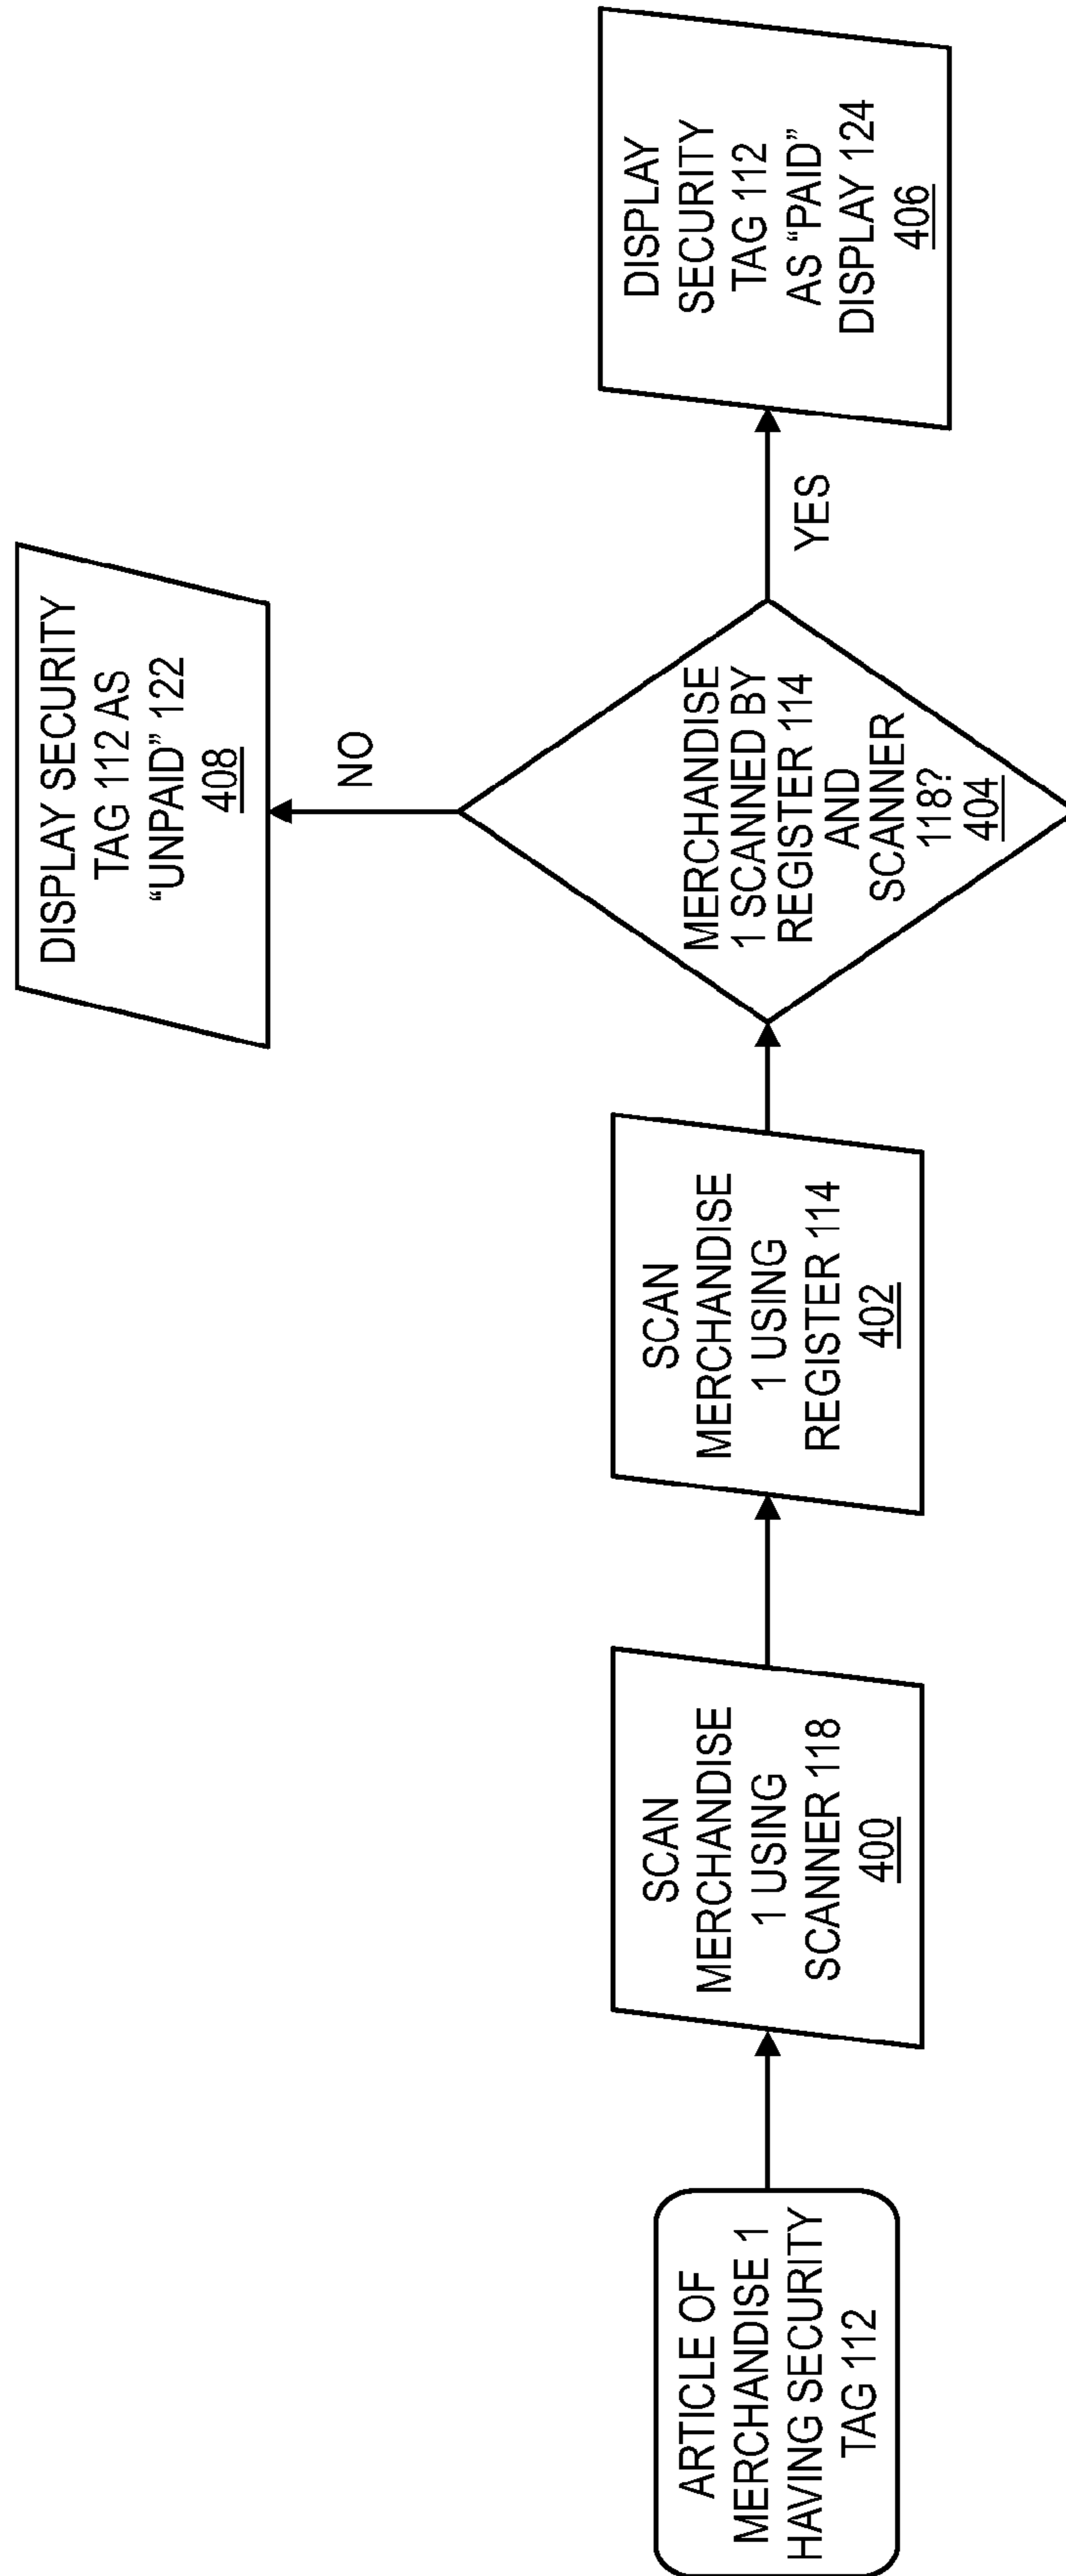 ARTICLE OF
MERCHANDISE 1
HAVING SECURITY
TAG 112
SCAN
MERCHANDISE
1 USING
SCANNER 118
400
SCAN
MERCHANDISE
1 USING
REGISTER 114
402
MERCHANDISE
1 SCANNED BY
REGISTER 114
AND
SCANNER
118?
404
NO
DISPLAY SECURITY
TAG 112 AS
“UNPAID” 122
408
YES
DISPLAY
SECURITY
TAG 112
AS “PAID”
DISPLAY 124
406